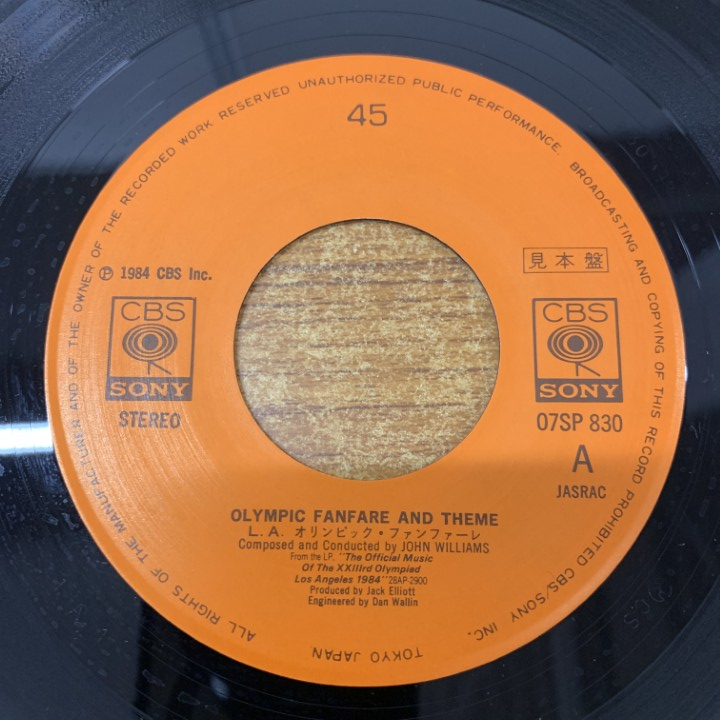 ALL RIGHTS OF THE MANUFACTURER AND OF THE OWNER OF THE RECORDED WORK RESERVED UNAUTHORIZED PUBLIC PERFORMANCE. BROADCASTING AND COPYING OF THIS RECORD PROHIBITED CBS/SONY INC.
TOKYO JAPAN
45
Ⓟ 1984 CBS Inc.
見本盤
CBS
SONY
STEREO
CBS
SONY
07SP 830
A
JASRAC
OLYMPIC FANFARE AND THEME
L.A. オリンピック・ファンファーレ
Composed and Conducted by JOHN WILLIAMS
From the LP. "The Official Music
Of The XXIIIrd Olympiad
Los Angeles 1984" 28AP-2900
Produced by Jack Elliott
Engineered by Dan Wallin